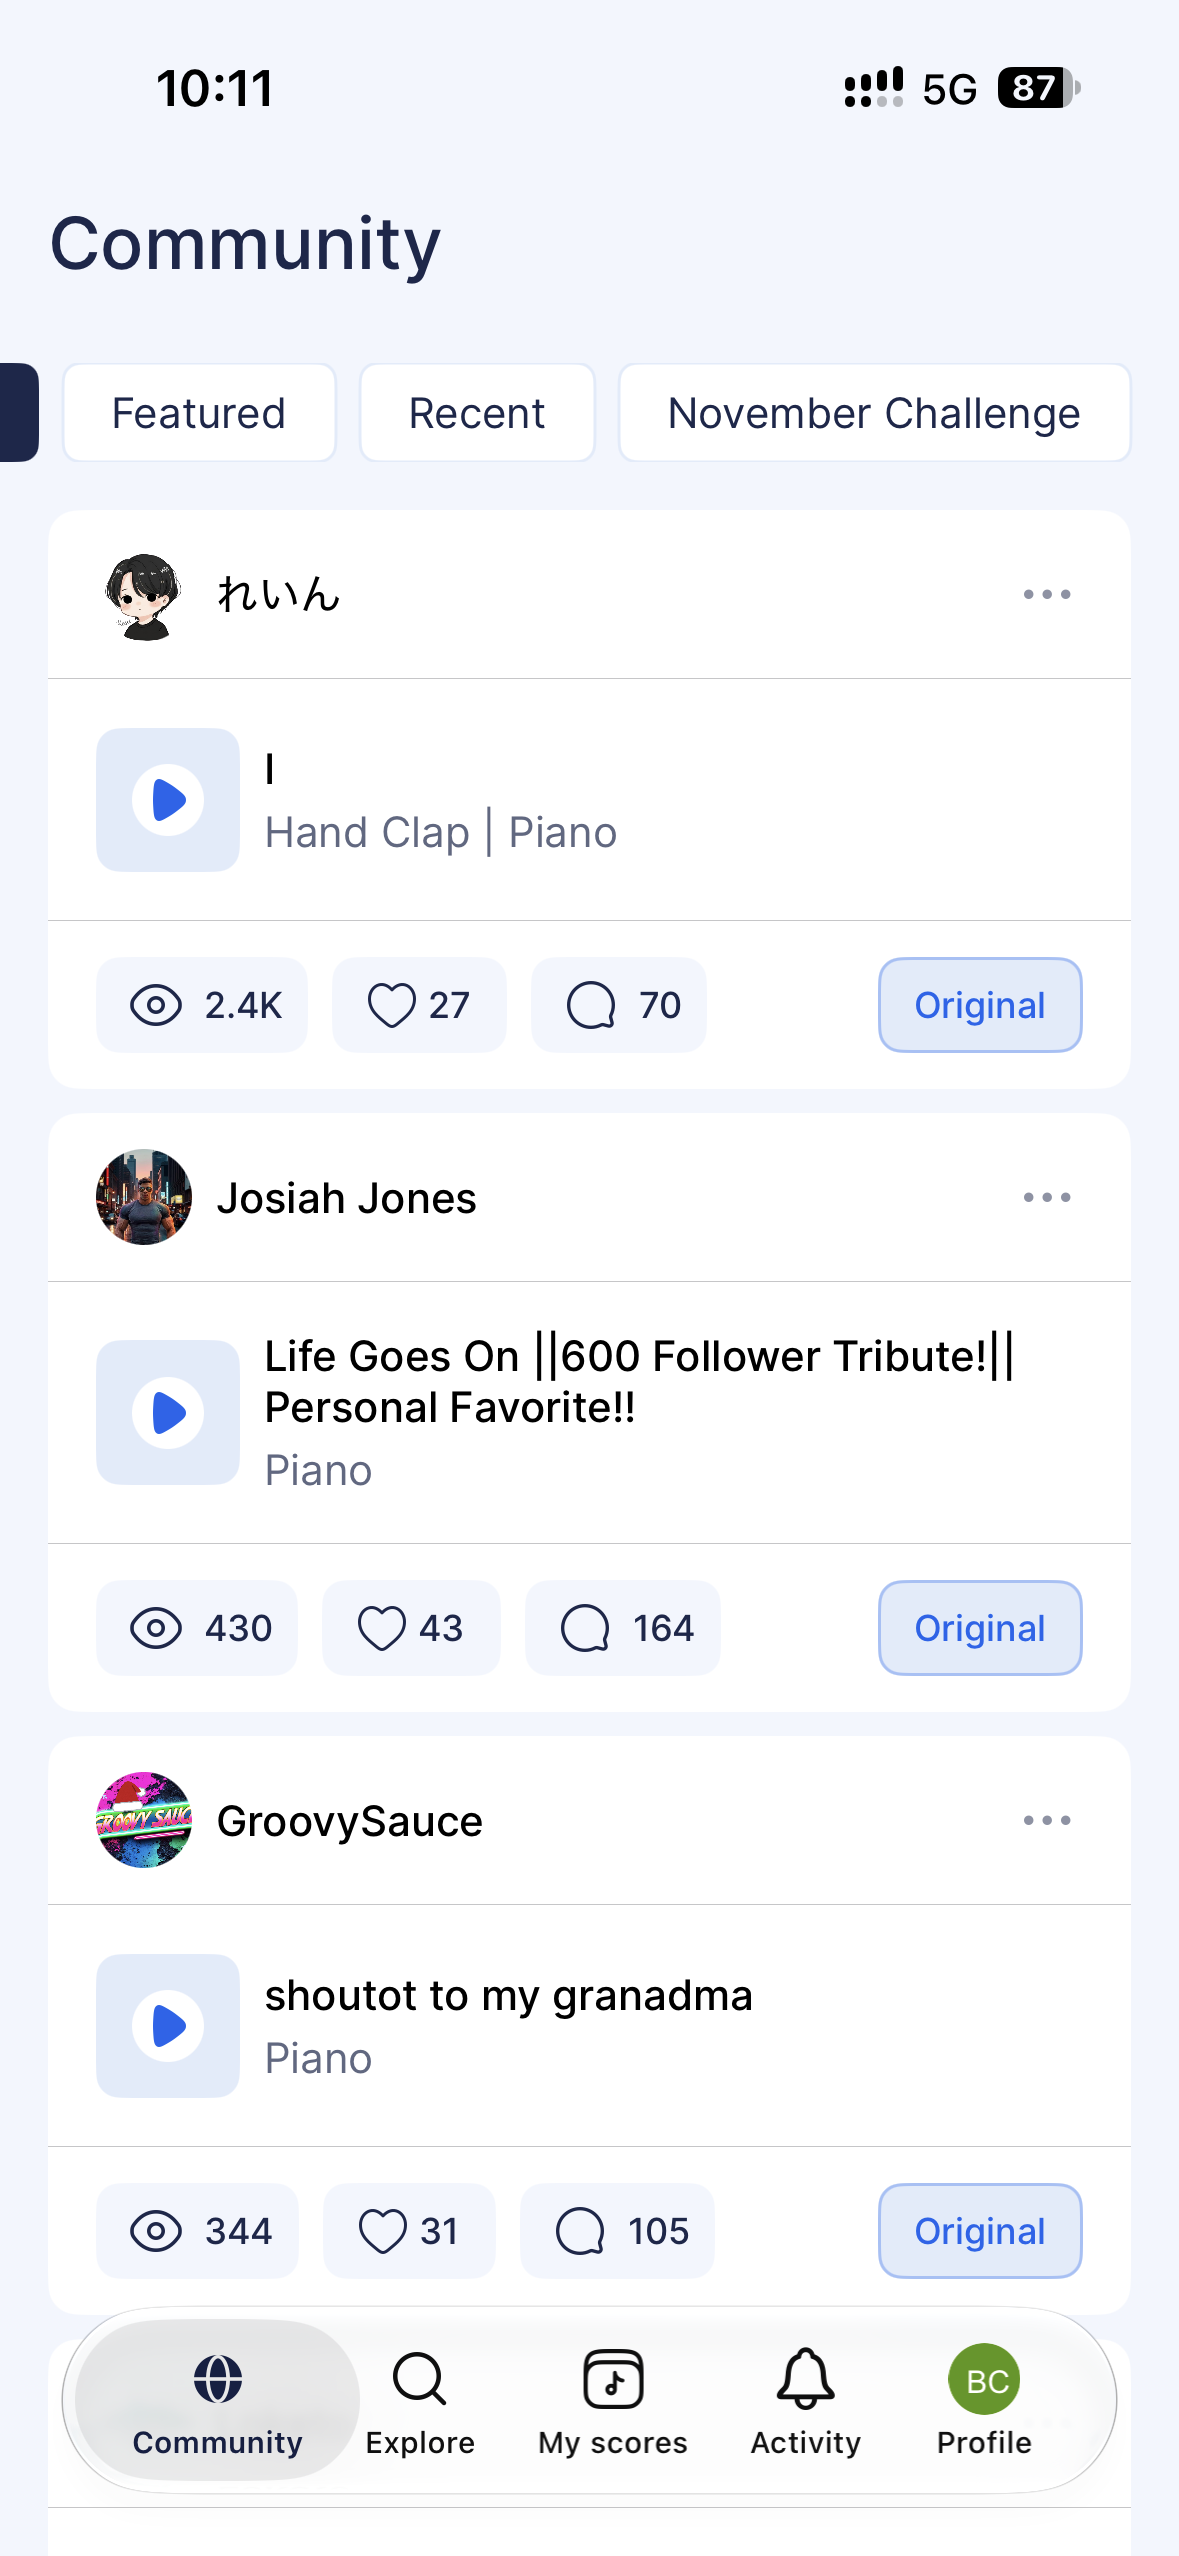 10:11
5G
87
Community
Featured
Recent
November Challenge
れいん
I
Hand Clap | Piano
2.4K
27
70
Original
Josiah Jones
Life Goes On ||600 Follower Tribute!||
Personal Favorite!!
Piano
430
43
164
Original
GROOVY SAUCE
GroovySauce
shoutot to my granadma
Piano
344
31
105
Original
BC
Community
Explore
My scores
Activity
Profile